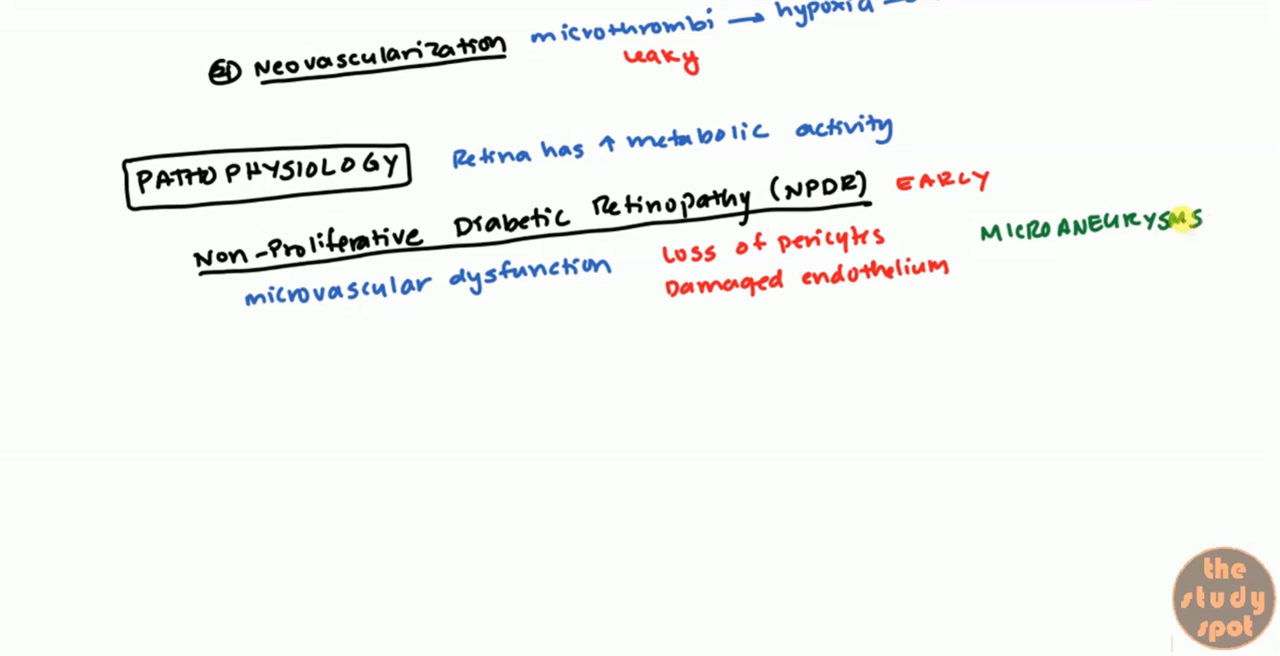 ② Neovascularization microthrombi → hypoxia →
leaky
PATHOPHYSIOLOGY Retina has ↑ metabolic activity
Non-Proliferative Diabetic Retinopathy (NPDR) EARLY
microvascular dysfunction Loss of pericytes MICROANEURYSMS
Damaged endothelium
the
study
spot